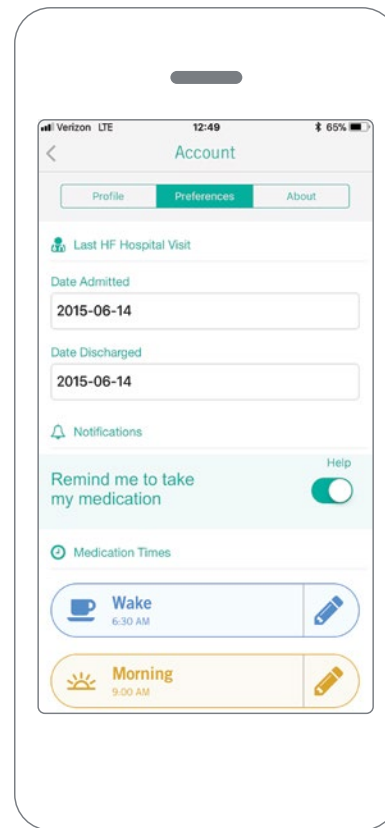 Verizon LTE 12:49 65%
Account
Profile Preferences About
Last HF Hospital Visit
Date Admitted
2015-06-14
Date Discharged
2015-06-14
Notifications
Help
Remind me to take
my medication
Medication Times
Wake
6:30 AM
Morning
9:00 AM